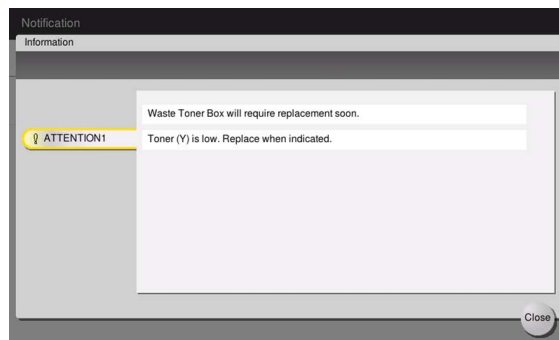 Notification
Information
Waste Toner Box will require replacement soon.
ATTENTION1
Toner (Y) is low. Replace when indicated.
Close